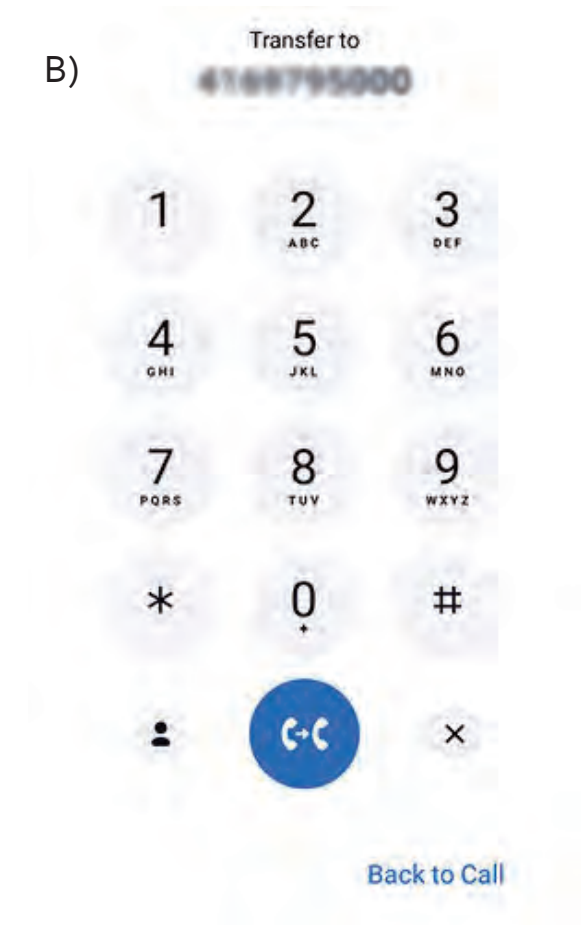 Transfer to
B)
1 2 3
ABC DEF
4 5 6
GHI JKL MNO
7 8 9
PQRS TUV WXYZ
* 0 #
+
Back to Call